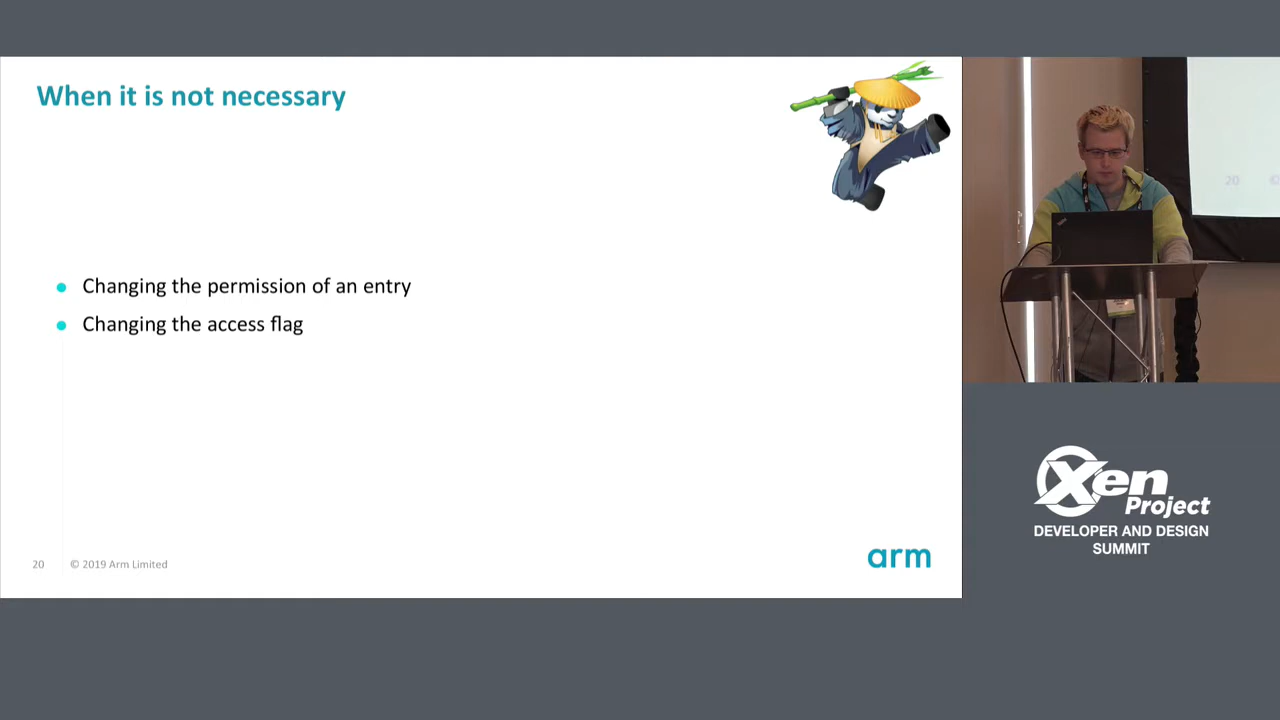 When it is not necessary
Changing the permission of an entry
Changing the access flag
20 © 2019 Arm Limited
arm
20 ©
Xen
Project
DEVELOPER AND DESIGN
SUMMIT